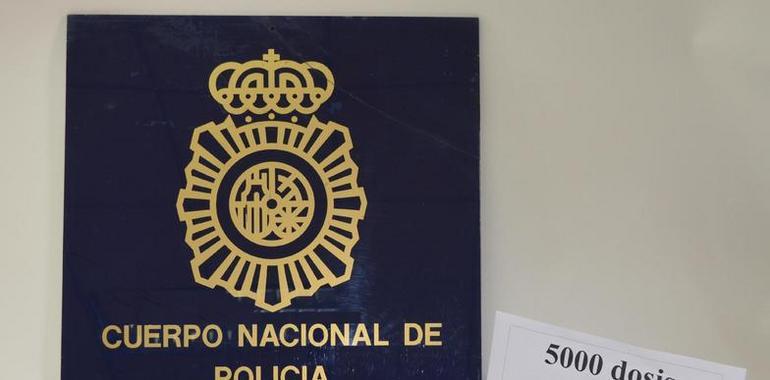 CUERPO NACIONAL DE
POLICIA
5000 dosis